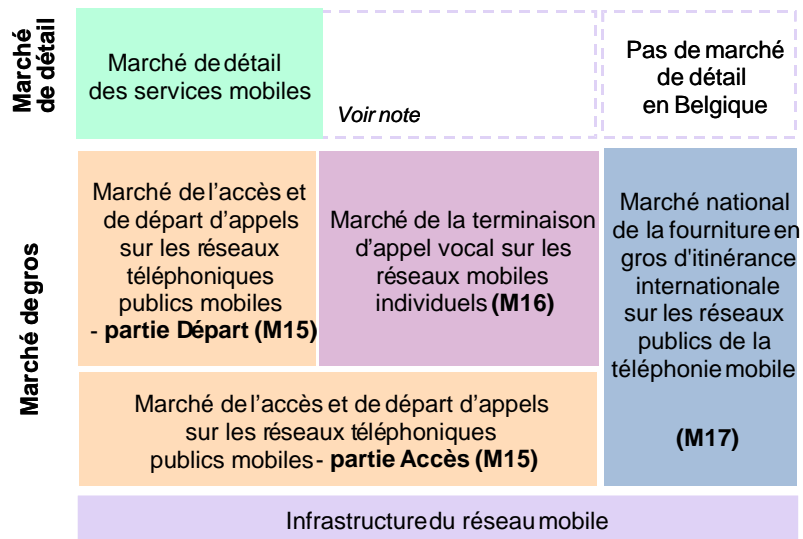 Marché
de détail
Marché de détail
des services mobiles
Voir note
Pas de marché
de détail
en Belgique
Marché de gros
Marché de l'accès et
de départ d'appels
sur les réseaux
téléphoniques
publics mobiles
- partie Départ (M15)
Marché de la terminaison
d'appel vocal sur les
réseaux mobiles
individuels (M16)
Marché national
de la fourniture en
gros d'itinérance
internationale
sur les réseaux
publics de la
téléphonie mobile
(M17)
Marché de l'accès et de départ d'appels
sur les réseaux téléphoniques
publics mobiles - partie Accès (M15)
Infrastructure du réseau mobile